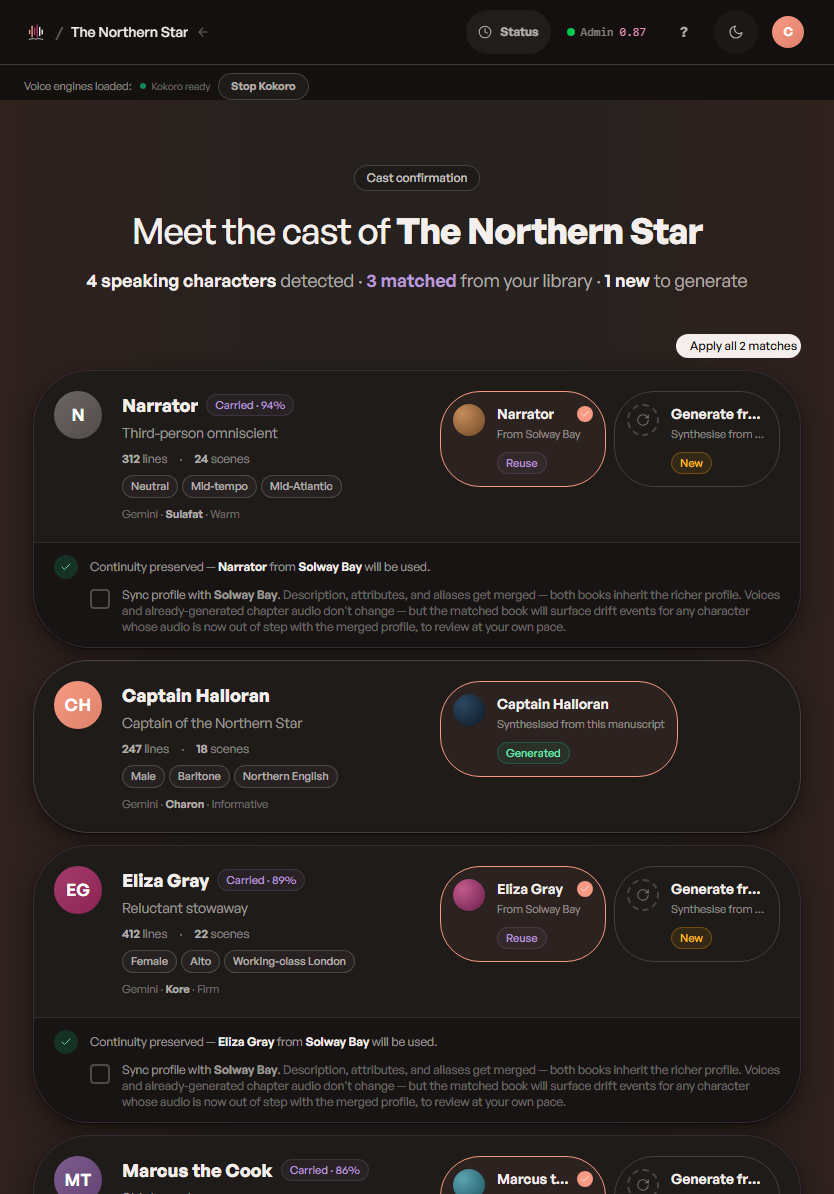 / The Northern Star ←
Status
Admin 0.87
?
C
Voice engines loaded: Kokoro ready
Stop Kokoro
Cast confirmation
Meet the cast of The Northern Star
4 speaking characters detected · 3 matched from your library · 1 new to generate
Apply all 2 matches
N
Narrator
Carried · 94%
Third-person omniscient
312 lines · 24 scenes
Neutral
Mid-tempo
Mid-Atlantic
Gemini · Sulafat · Warm
Narrator
From Solway Bay
Reuse
Generate fr...
Synthesise from ...
New
Continuity preserved — Narrator from Solway Bay will be used.
Sync profile with Solway Bay. Description, attributes, and aliases get merged — both books inherit the richer profile. Voices
and already-generated chapter audio don't change — but the matched book will surface drift events for any character
whose audio is now out of step with the merged profile, to review at your own pace.
CH
Captain Halloran
Captain of the Northern Star
247 lines · 18 scenes
Male
Baritone
Northern English
Gemini · Charon · Informative
Captain Halloran
Synthesised from this manuscript
Generated
EG
Eliza Gray
Carried · 89%
Reluctant stowaway
412 lines · 22 scenes
Female
Alto
Working-class London
Gemini · Kore · Firm
Eliza Gray
From Solway Bay
Reuse
Generate fr...
Synthesise from ...
New
Continuity preserved — Eliza Gray from Solway Bay will be used.
Sync profile with Solway Bay. Description, attributes, and aliases get merged — both books inherit the richer profile. Voices
and already-generated chapter audio don't change — but the matched book will surface drift events for any character
whose audio is now out of step with the merged profile, to review at your own pace.
MT
Marcus the Cook
Carried · 86%
Marcus t...
Generate fr...